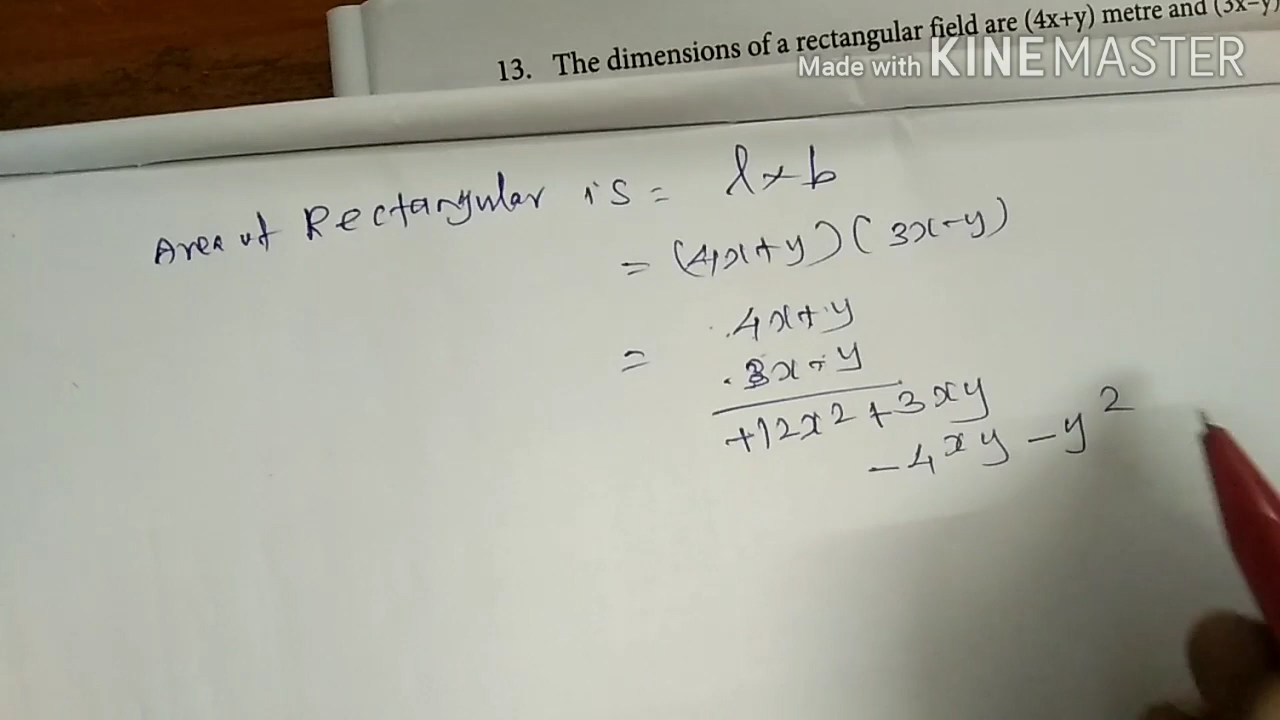 13. The dimensions of a rectangular field are (4x+y) metre and (3x−y)
Made with KINEMASTER
Area of Rectangular is = l × b
= (4x+y)(3x-y)
= 4x+y
3x-y
+12x2+3xy
-4xy-y2